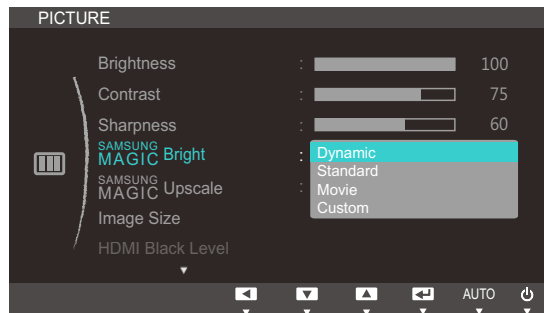 PICTURE
Brightness : 100
Contrast : 75
Sharpness : 60
SAMSUNG MAGIC Bright : Dynamic
Standard
SAMSUNG MAGIC Upscale : Movie
Custom
Image Size
HDMI Black Level
AUTO